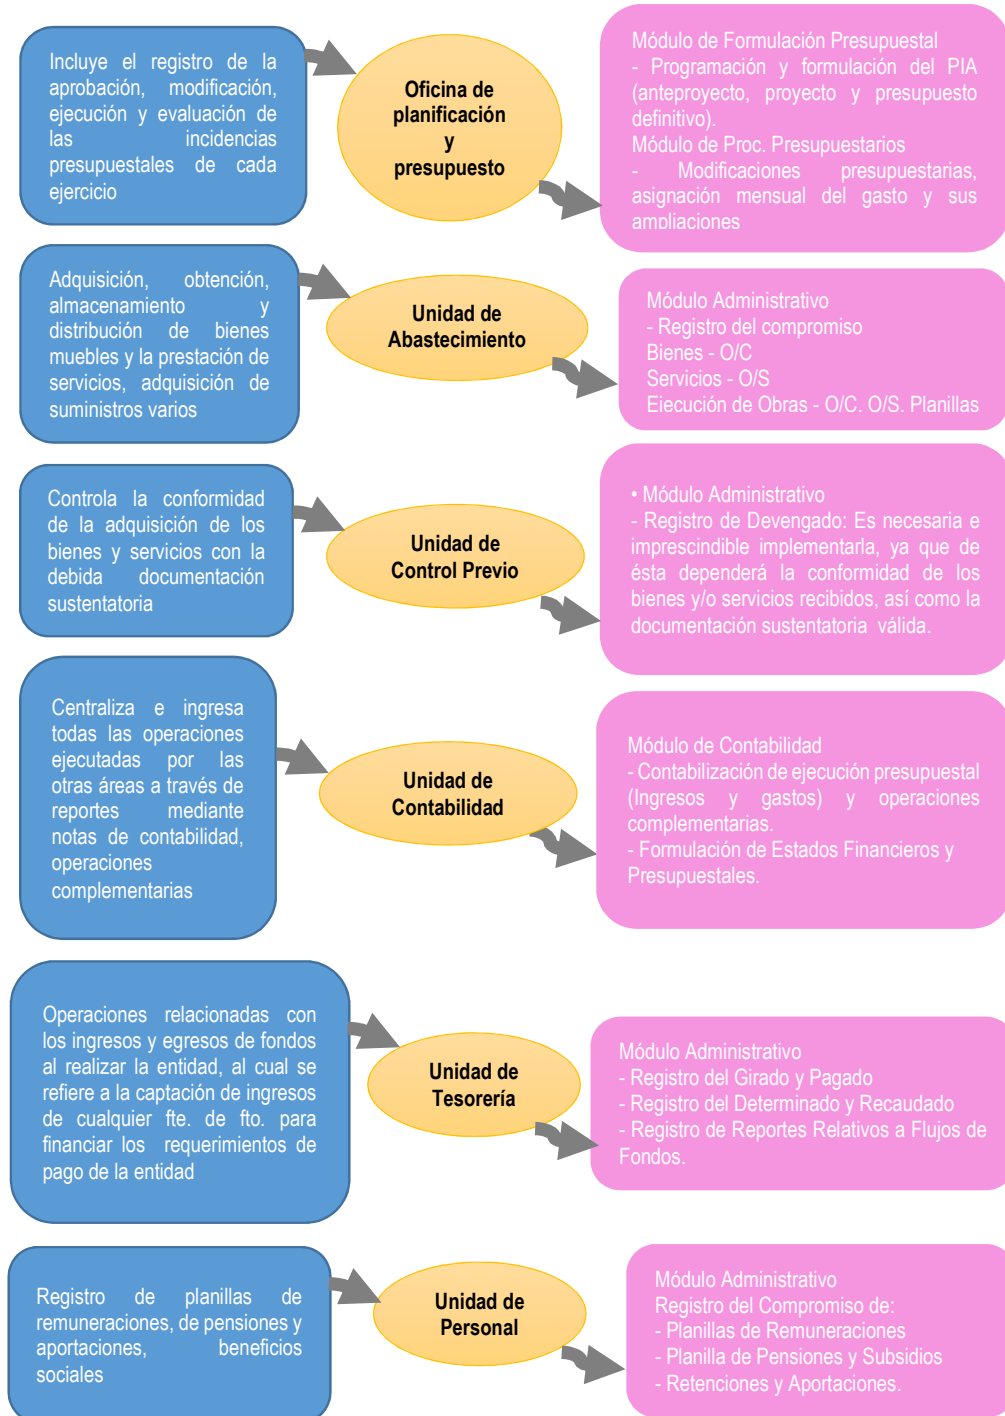 Incluye el registro de la
aprobación, modificación,
ejecución y evaluación de
las incidencias
presupuestales de cada
ejercicio
Oficina de
planificación
y
presupuesto
Módulo de Formulación Presupuestal
- Programación y formulación del PIA
(anteproyecto, proyecto y presupuesto
definitivo).
Módulo de Proc. Presupuestarios
- Modificaciones presupuestarias,
asignación mensual del gasto y sus
ampliaciones
Adquisición, obtención,
almacenamiento y
distribución de bienes
muebles y la prestación de
servicios, adquisición de
suministros varios
Unidad de
Abastecimiento
Módulo Administrativo
- Registro del compromiso
Bienes - O/C
Servicios - O/S
Ejecución de Obras - O/C. O/S. Planillas
Controla la conformidad
de la adquisición de los
bienes y servicios con la
debida documentación
sustentatoria
Unidad de
Control Previo
• Módulo Administrativo
- Registro de Devengado: Es necesaria e
imprescindible implementarla, ya que de
ésta dependerá la conformidad de los
bienes y/o servicios recibidos, así como la
documentación sustentatoria válida.
Centraliza e ingresa
todas las operaciones
ejecutadas por las
otras áreas a través de
reportes mediante
notas de contabilidad,
operaciones
complementarias
Unidad de
Contabilidad
Módulo de Contabilidad
- Contabilización de ejecución presupuestal
(Ingresos y gastos) y operaciones
complementarias.
- Formulación de Estados Financieros y
Presupuestales.
Operaciones relacionadas con
los ingresos y egresos de fondos
al realizar la entidad, al cual se
refiere a la captación de ingresos
de cualquier fte. de fto. para
financiar los requerimientos de
pago de la entidad
Unidad de
Tesorería
Módulo Administrativo
- Registro del Girado y Pagado
- Registro del Determinado y Recaudado
- Registro de Reportes Relativos a Flujos de
Fondos.
Registro de planillas de
remuneraciones, de pensiones y
aportaciones, beneficios
sociales
Unidad de
Personal
Módulo Administrativo
Registro del Compromiso de:
- Planillas de Remuneraciones
- Planilla de Pensiones y Subsidios
- Retenciones y Aportaciones.